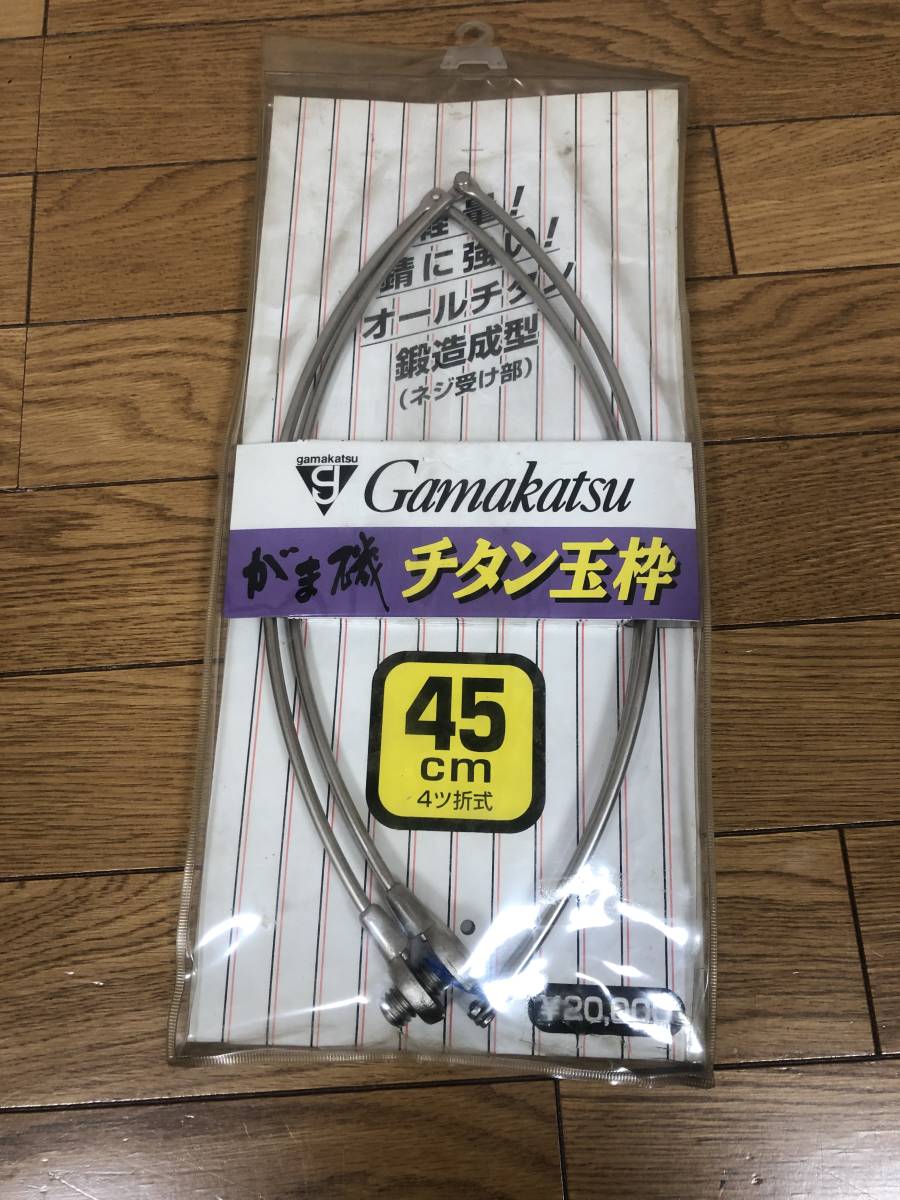 軽量!
錆に強い!
オールチタン
鍛造成型
(ネジ受け部)
gamakatsu
Gamakatsu
がま磯 チタン玉枠
45
cm
4ツ折式